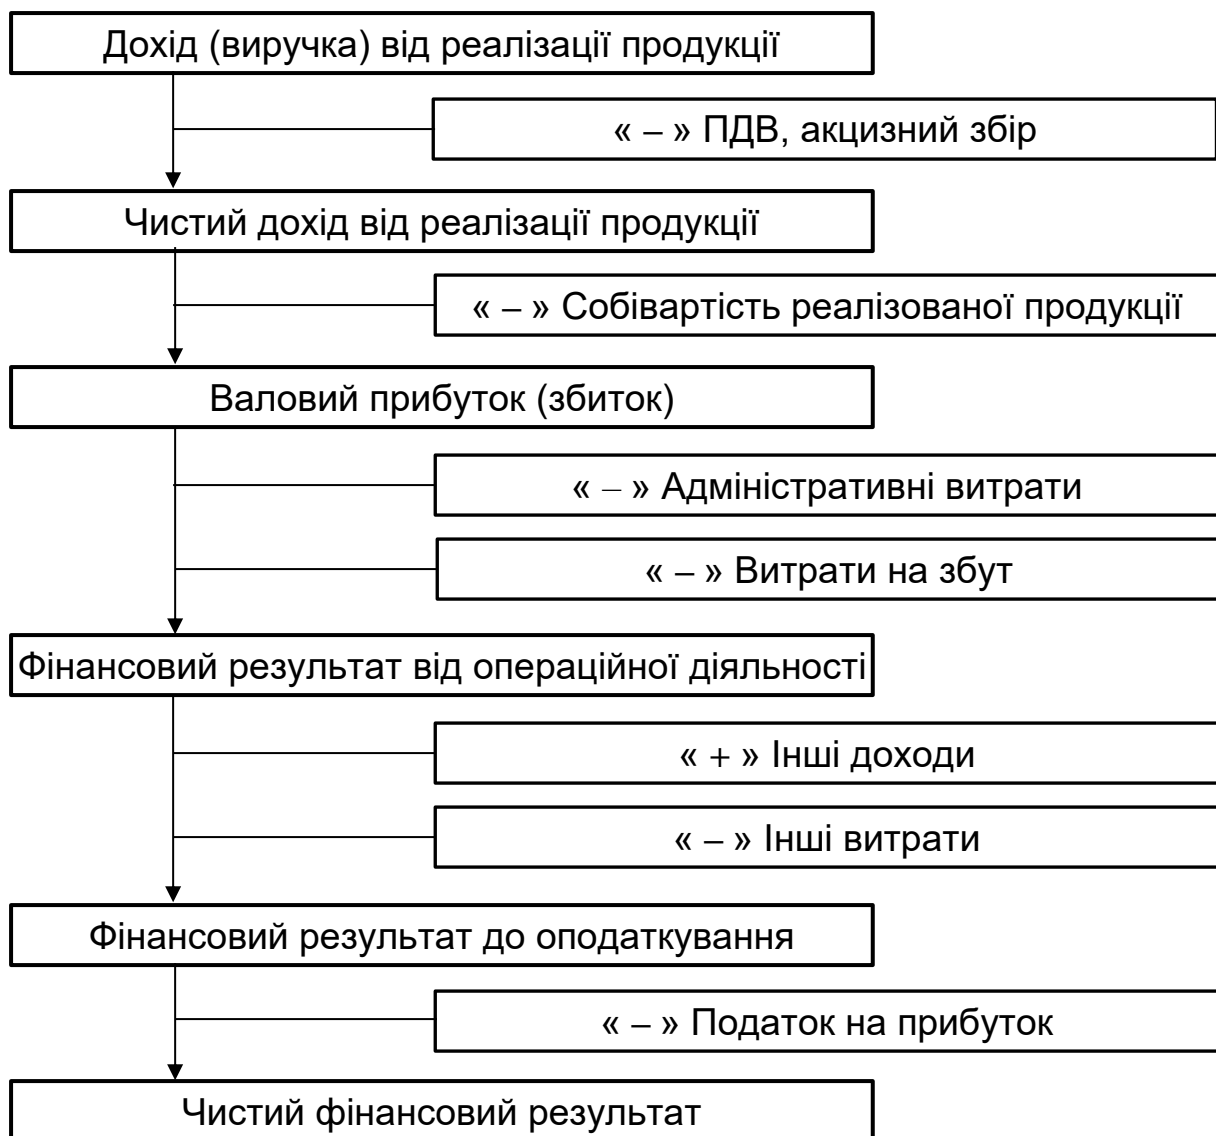 Дохід (виручка) від реалізації продукції
« – » ПДВ, акцизний збір
Чистий дохід від реалізації продукції
« – » Собівартість реалізованої продукції
Валовий прибуток (збиток)
« – » Адміністративні витрати
« – » Витрати на збут
Фінансовий результат від операційної діяльності
« + » Інші доходи
« – » Інші витрати
Фінансовий результат до оподаткування
« – » Податок на прибуток
Чистий фінансовий результат